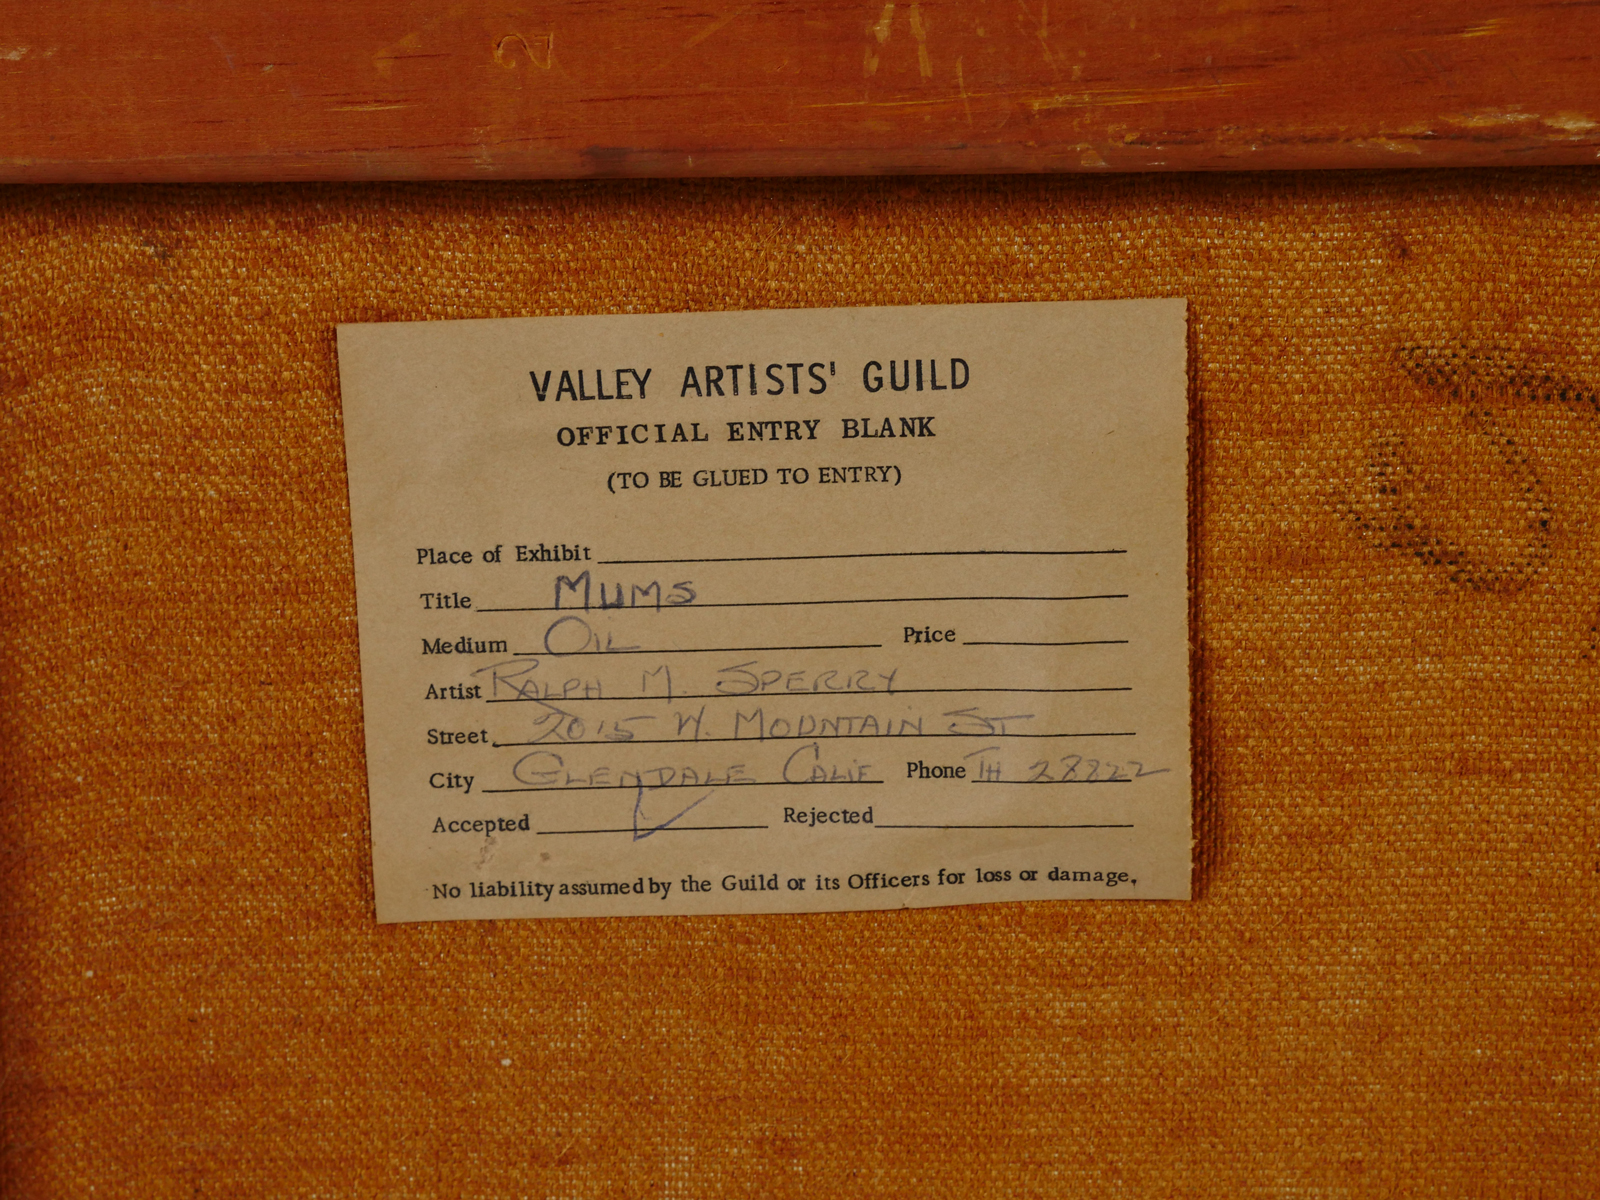 VALLEY ARTISTS' GUILD
OFFICIAL ENTRY BLANK
(TO BE GLUED TO ENTRY)
Place of Exhibit
Title MUMS
Medium OIL Price
Artist RALPH M. SPERRY
Street 2015 W. MOUNTAIN ST
City GLENDALE CALIF Phone TH 28822
Accepted ✓ Rejected
No liability assumed by the Guild or its Officers for loss or damage.